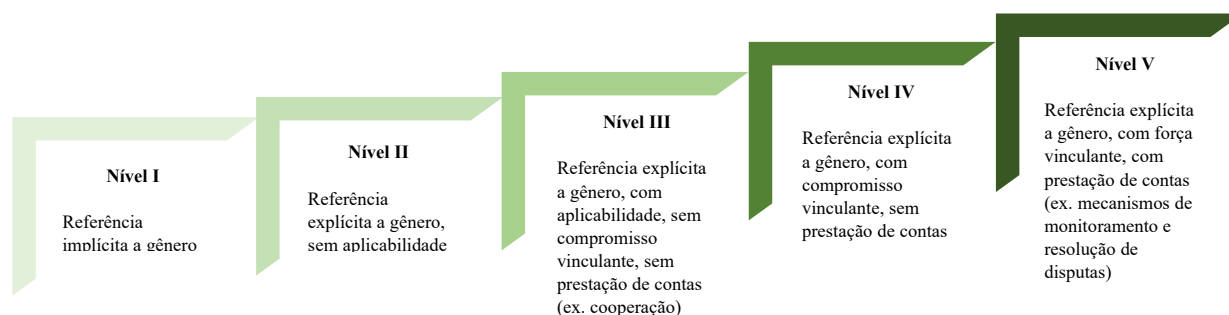 Nível I
Referência
implícita a gênero
Nível II
Referência
explícita a gênero,
sem aplicabilidade
Nível III
Referência explícita
a gênero, com
aplicabilidade, sem
compromisso
vinculante, sem
prestação de contas
(ex. cooperação)
Nível IV
Referência explícita
a gênero, com
compromisso
vinculante, sem
prestação de contas
Nível V
Referência explícita
a gênero, com força
vinculante, com
prestação de contas
(ex. mecanismos de
monitoramento e
resolução de
disputas)